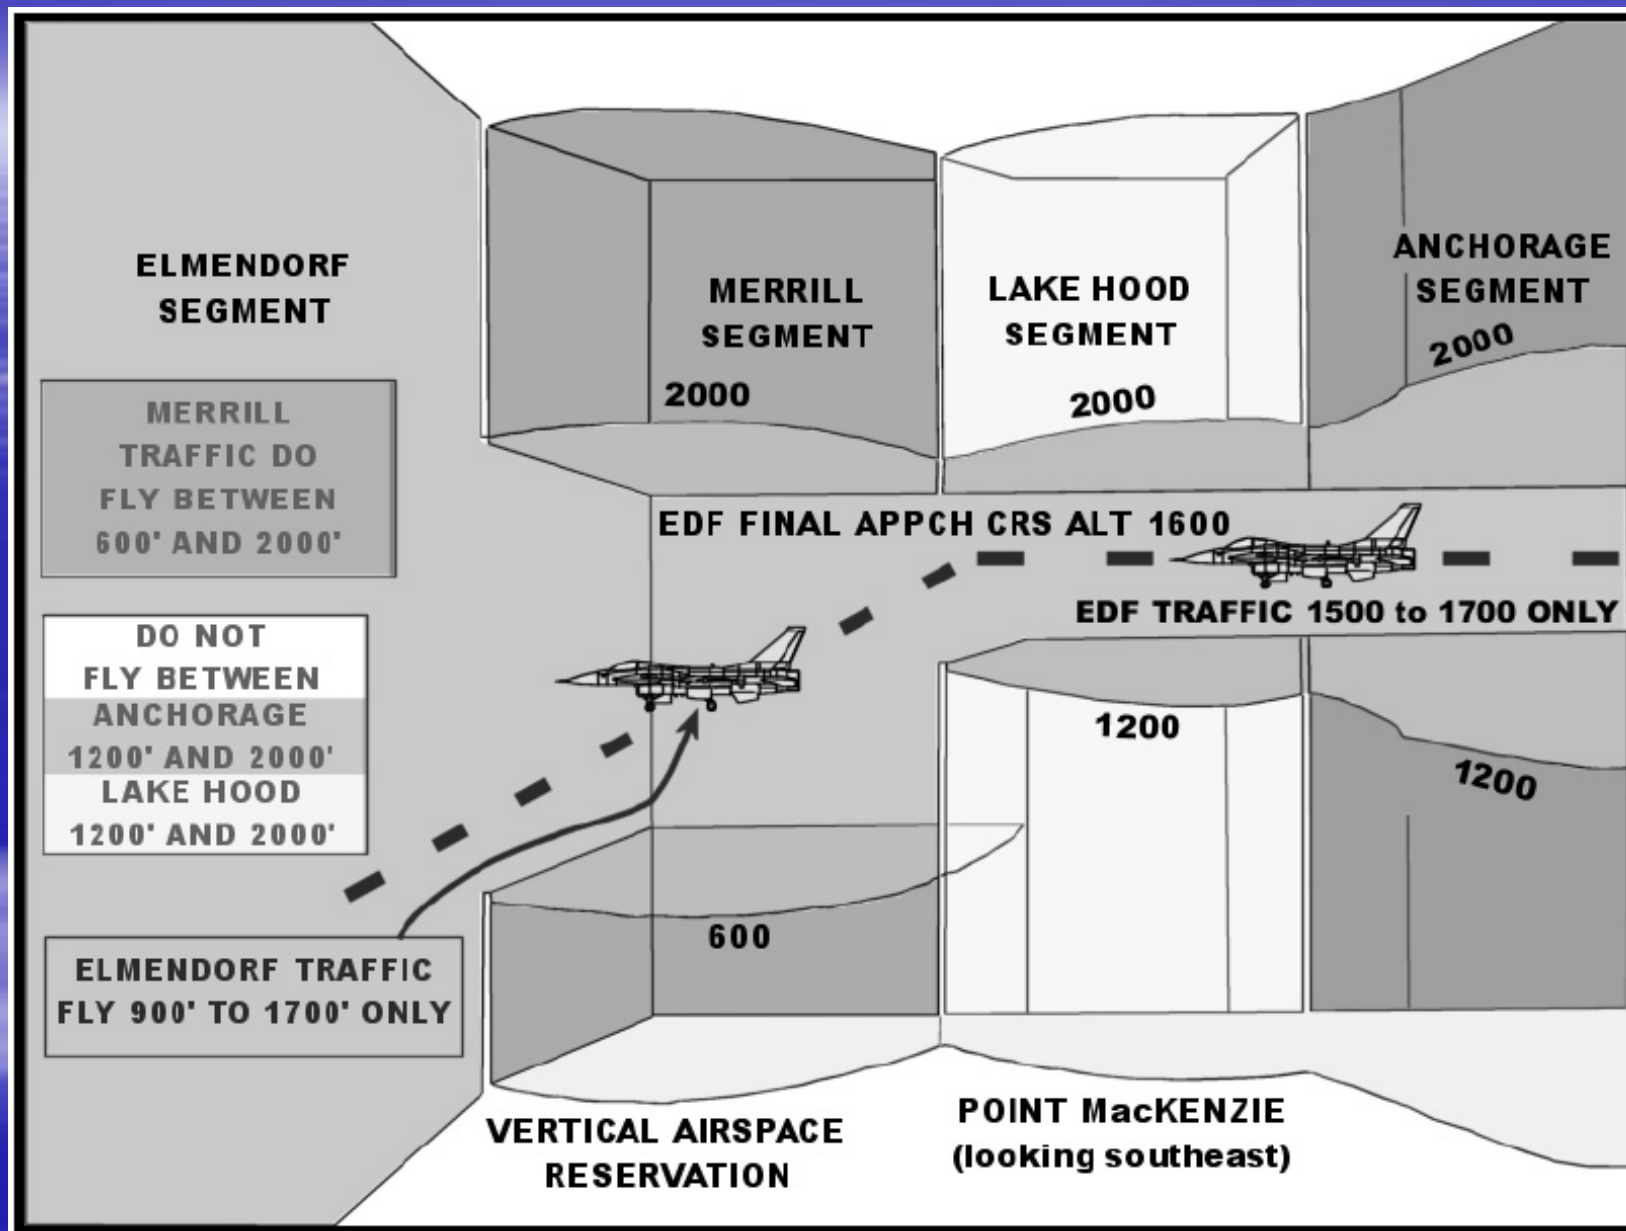 ELMENDORF
SEGMENT
MERRILL
SEGMENT
2000
LAKE HOOD
SEGMENT
2000
ANCHORAGE
SEGMENT
2000
MERRILL
TRAFFIC DO
FLY BETWEEN
600' AND 2000'
EDF FINAL APPCH CRS ALT 1600
EDF TRAFFIC 1500 to 1700 ONLY
DO NOT
FLY BETWEEN
ANCHORAGE
1200' AND 2000'
LAKE HOOD
1200' AND 2000'
1200
1200
600
ELMENDORF TRAFFIC
FLY 900' TO 1700' ONLY
VERTICAL AIRSPACE
RESERVATION
POINT MacKENZIE
(looking southeast)